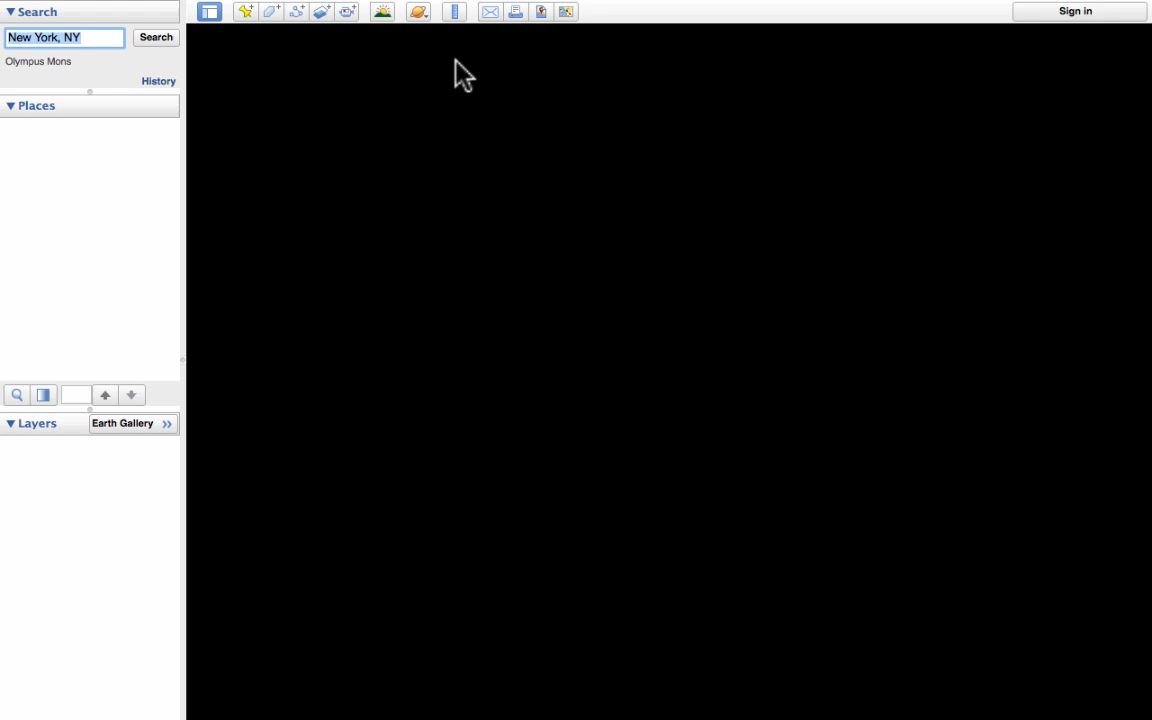 Search
Sign in
New York, NY
Search
Olympus Mons
History
Places
Layers
Earth Gallery